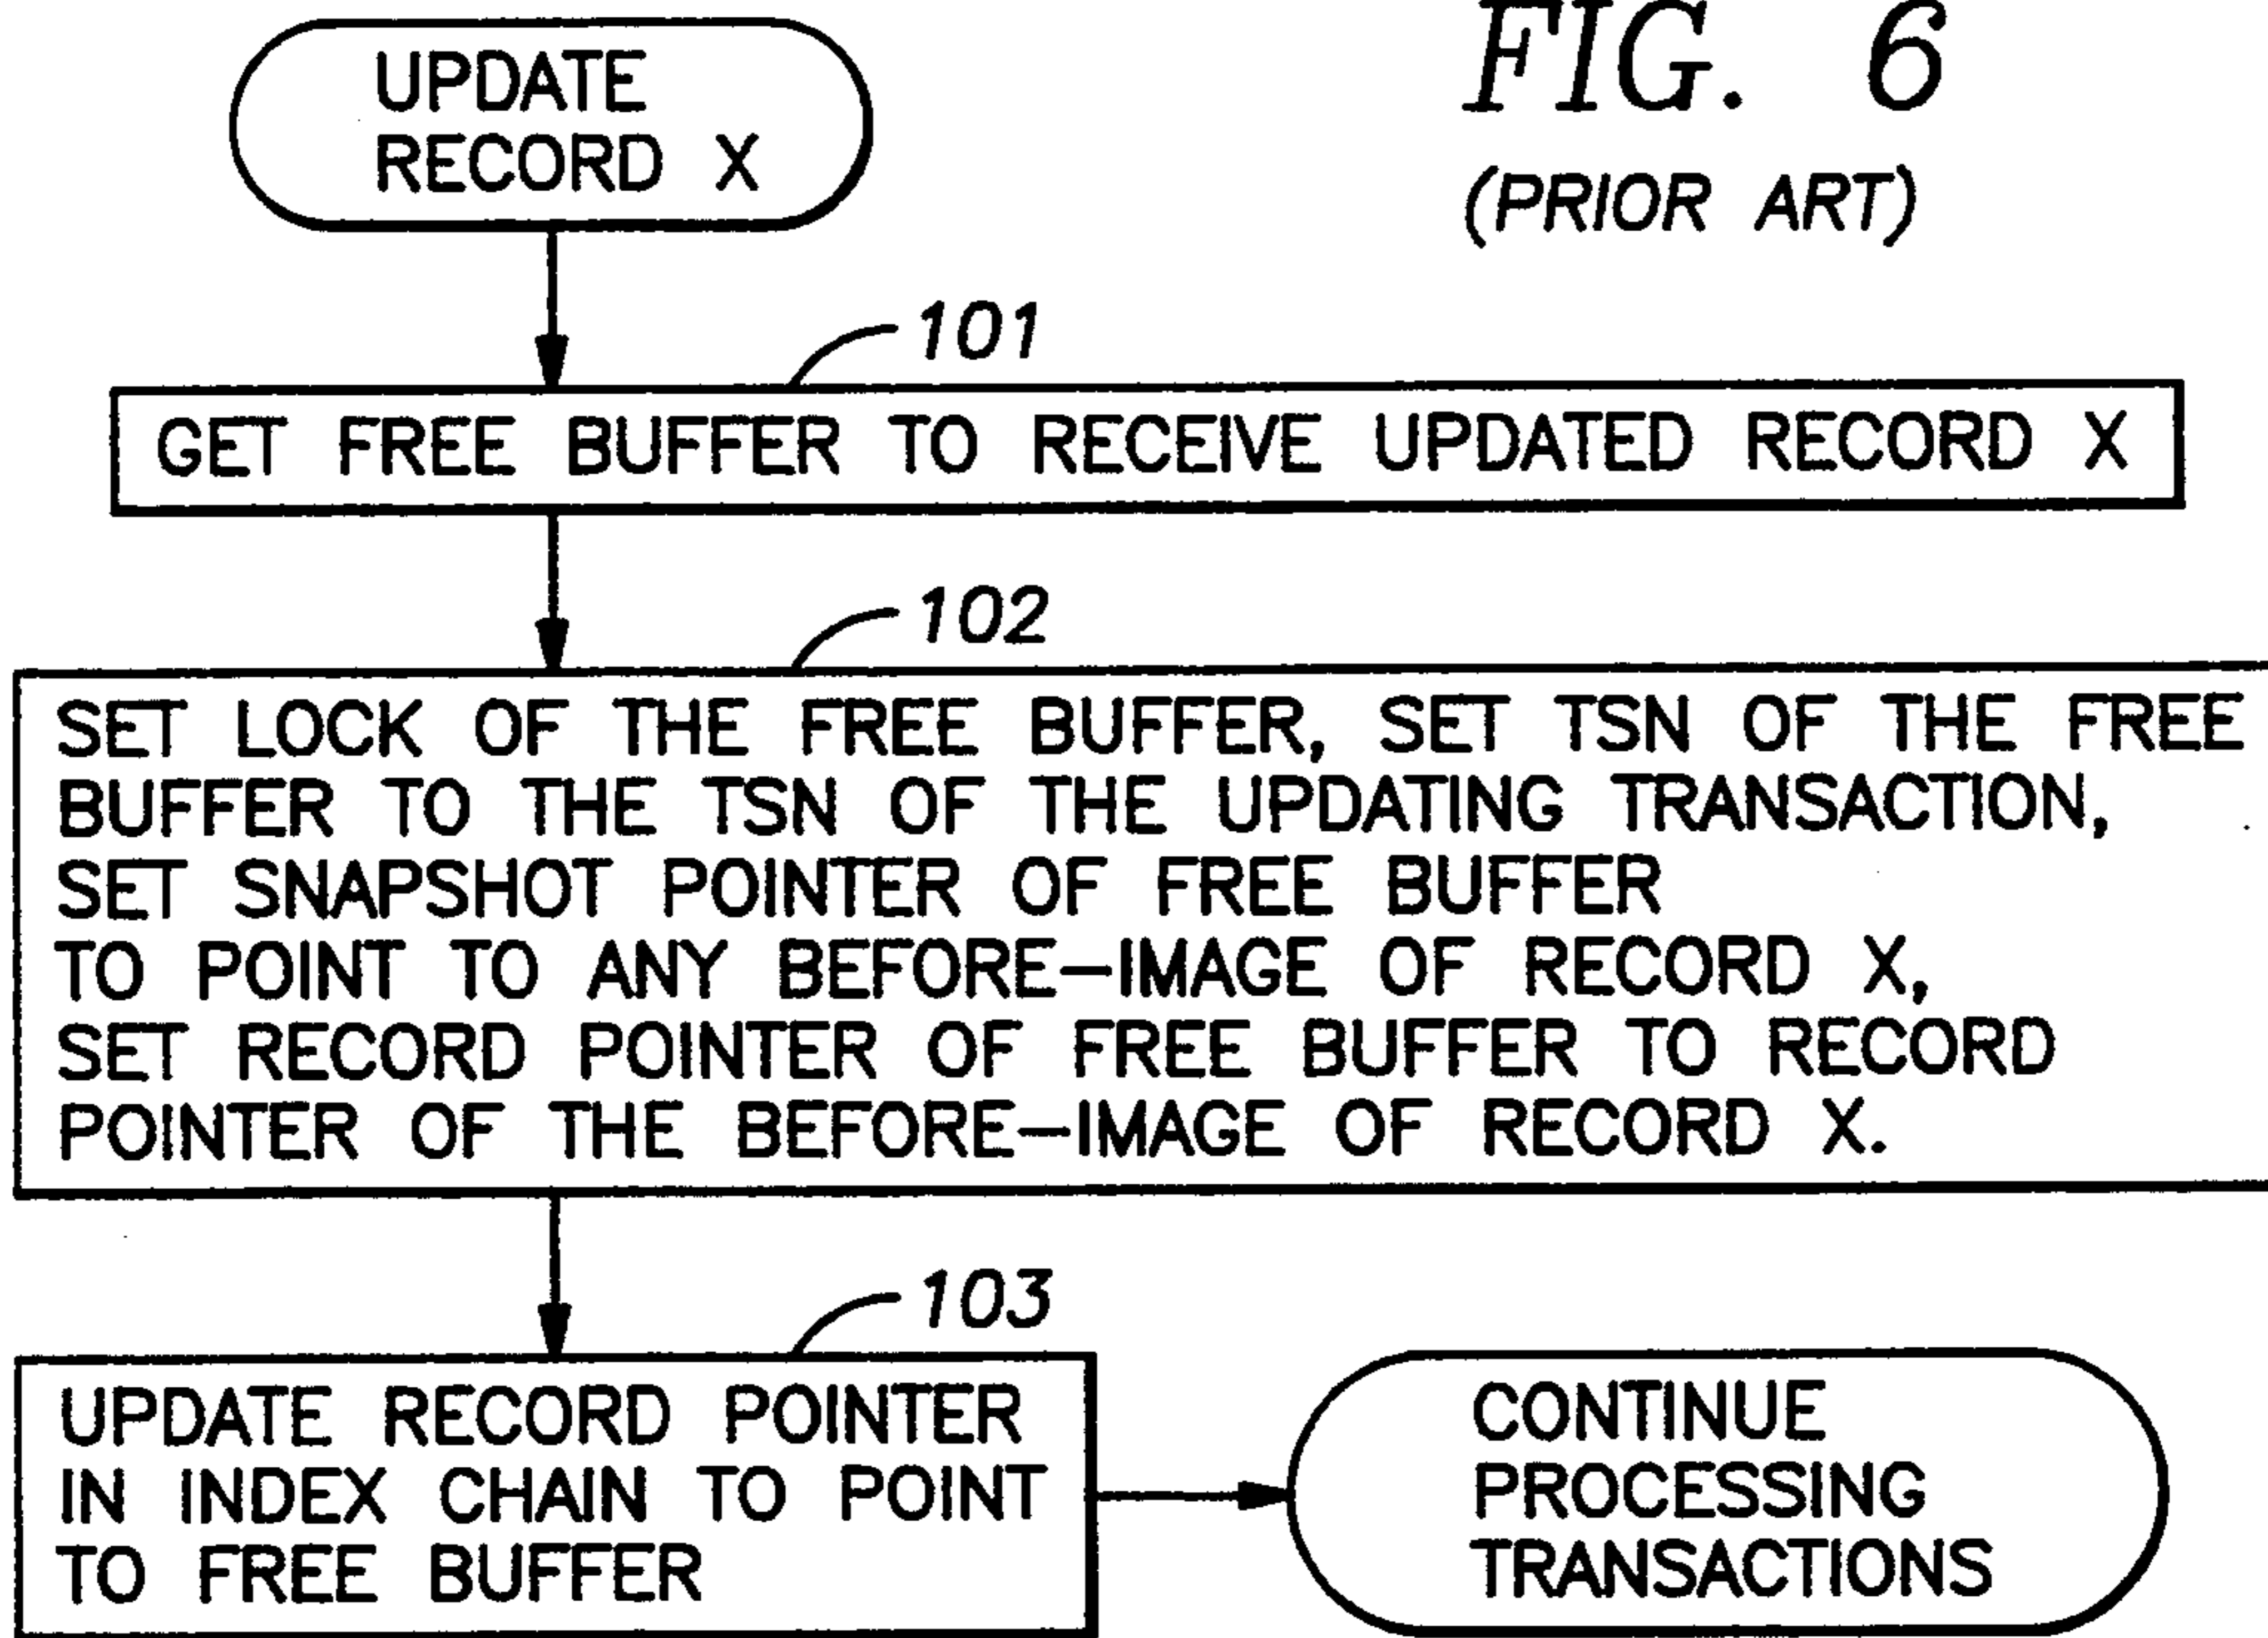 FIG. 6
(PRIOR ART)
UPDATE
RECORD X
101
GET FREE BUFFER TO RECEIVE UPDATED RECORD X
102
SET LOCK OF THE FREE BUFFER, SET TSN OF THE FREE
BUFFER TO THE TSN OF THE UPDATING TRANSACTION,
SET SNAPSHOT POINTER OF FREE BUFFER
TO POINT TO ANY BEFORE–IMAGE OF RECORD X,
SET RECORD POINTER OF FREE BUFFER TO RECORD
POINTER OF THE BEFORE–IMAGE OF RECORD X.
103
UPDATE RECORD POINTER
IN INDEX CHAIN TO POINT
TO FREE BUFFER
CONTINUE
PROCESSING
TRANSACTIONS